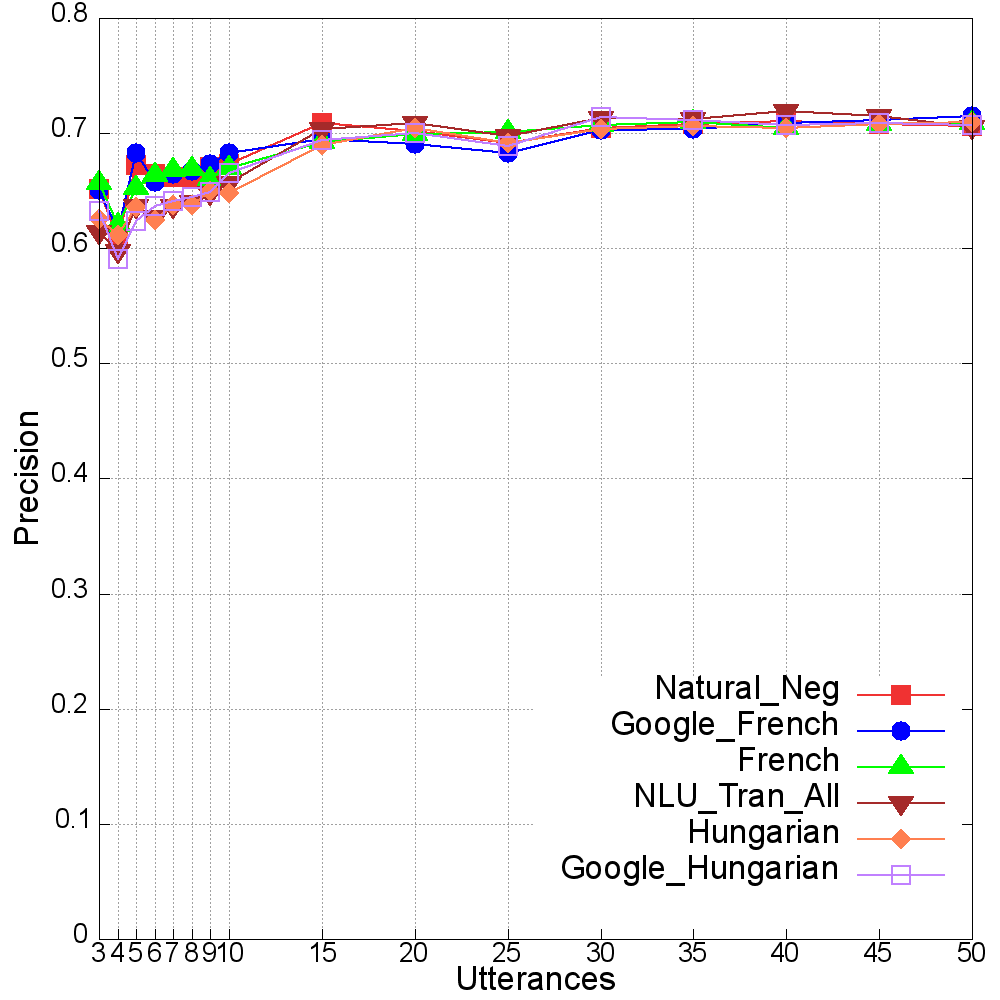 0.8
0.7
0.6
0.5
0.4
0.3
0.2
0.1
0
Precision
Natural_Neg
Google_French
French
NLU_Tran_All
Hungarian
Google_Hungarian
3 4 5 6 7 8 9 10 15 20 25 30 35 40 45 50
Utterances